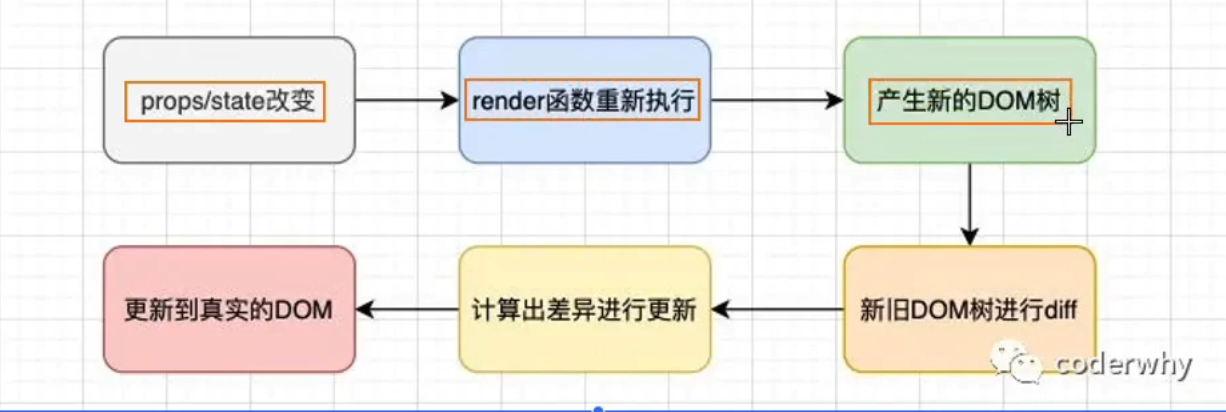 props/state改变
render函数重新执行
产生新的DOM树
更新到真实的DOM
计算出差异进行更新
新旧DOM树进行diff
coderwhy